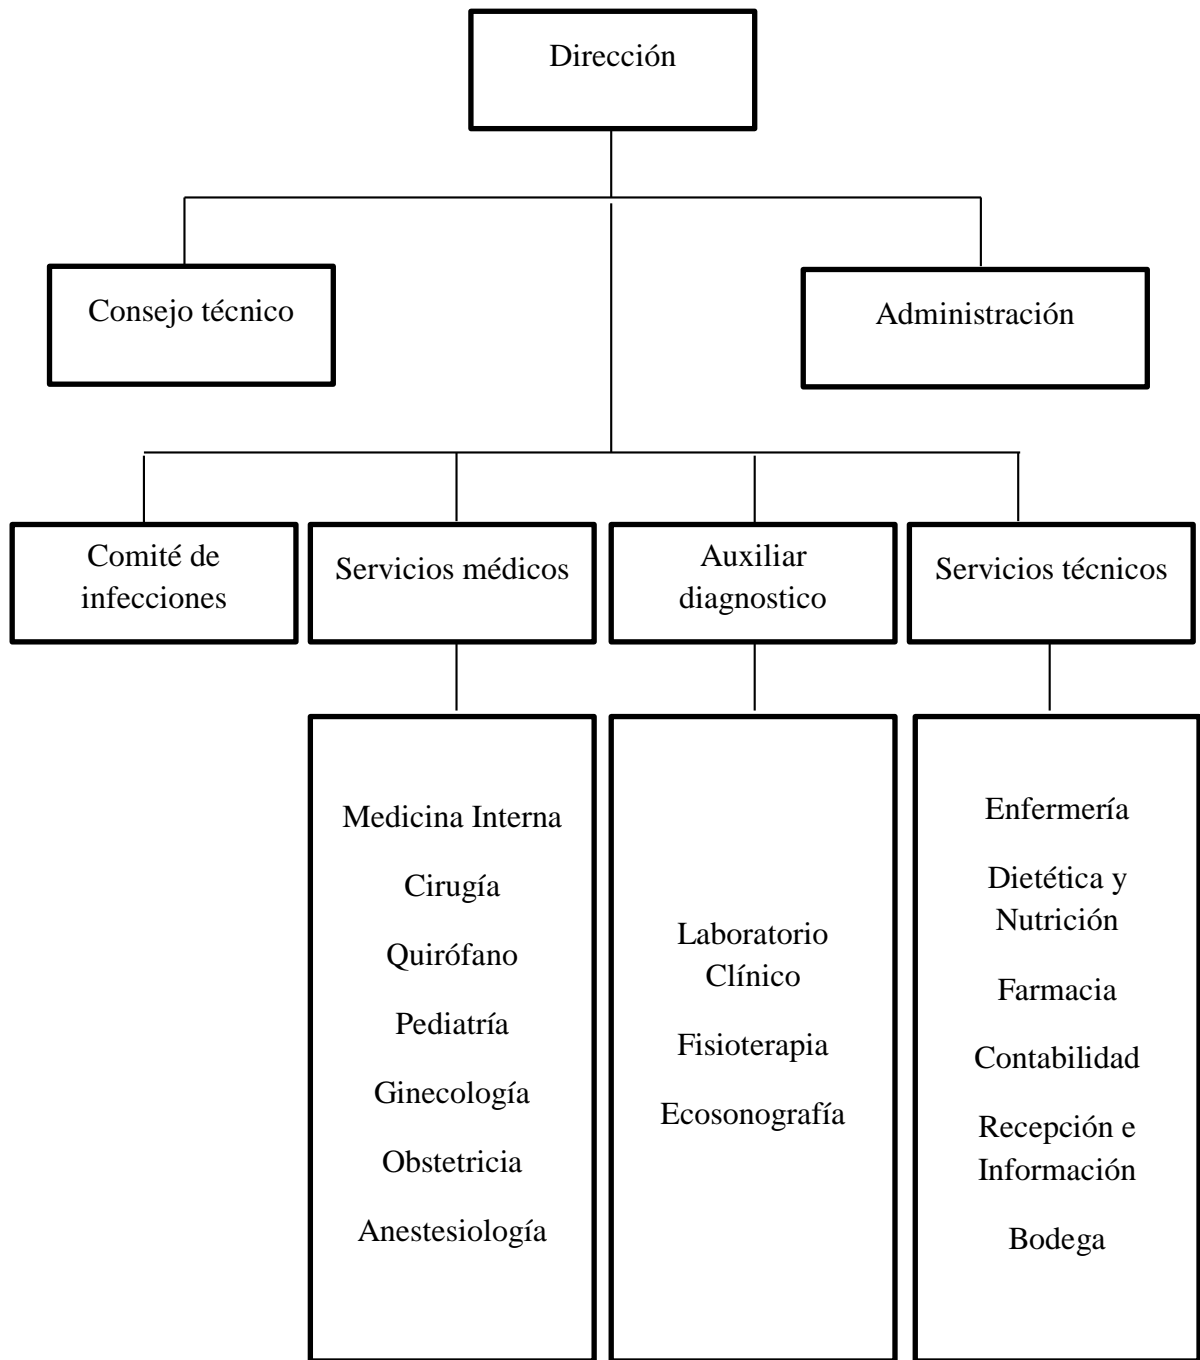 Dirección
Consejo técnico
Administración
Comité de
infecciones
Servicios médicos
Auxiliar
diagnostico
Servicios técnicos
Medicina Interna
Cirugía
Quirófano
Pediatría
Ginecología
Obstetricia
Anestesiología
Laboratorio
Clínico
Fisioterapia
Ecosonografía
Enfermería
Dietética y
Nutrición
Farmacia
Contabilidad
Recepción e
Información
Bodega